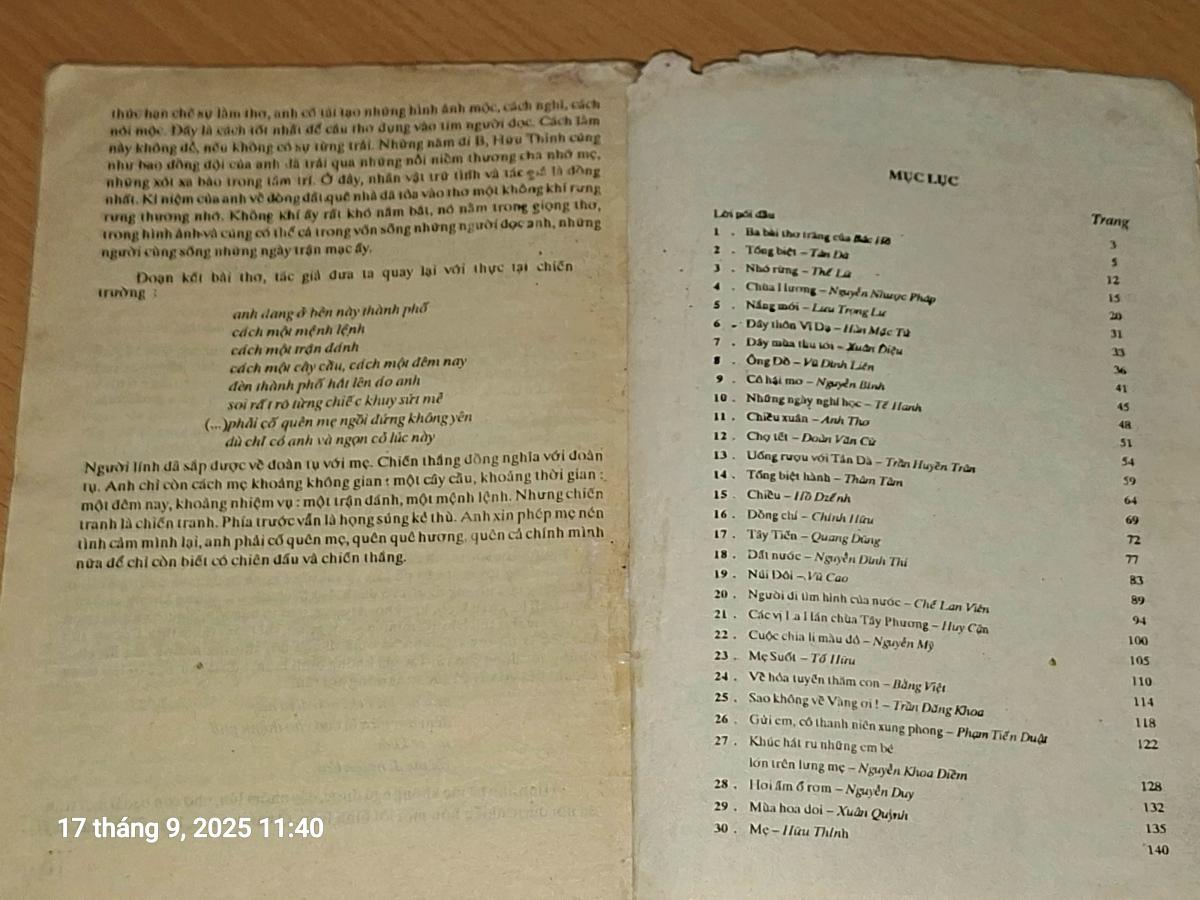 thức hạn chế sự làm thơ, anh cố tái tạo những hình ảnh mộc, cách nghĩ, cách
nói mộc. Đấy là cách tốt nhất để câu thơ đụng vào tim người đọc. Cách làm
này không dễ, nếu không có sự từng trải. Những năm đi B, Hữu Thỉnh cũng
như bao đồng đội của anh đã trải qua những nỗi niềm thương cha nhớ mẹ,
những xót xa bào trong tâm trí. Ở đây, nhân vật trữ tình và tác giả là đồng
nhất. Kỉ niệm của anh về dòng đất quê nhà đã tỏa vào thơ một không khí rưng
rưng thương nhớ. Không khí ấy rất khó nắm bắt, nó nằm trong giọng thơ,
trong hình ảnh và cũng có thể cả trong vốn sống những người đọc anh, những
người cùng sống những ngày trận mạc ấy.
Đoạn kết bài thơ, tác giả đưa ta quay lại với thực tại chiến
trường :
anh đang ở bên này thành phố
cách một mệnh lệnh
cách một trận đánh
cách một cây cầu, cách một đêm nay
đèn thành phố hắt lên áo anh
soi rất rõ từng chiếc khuy sứt mẻ
(...)phải cố quên mẹ ngồi đứng không yên
dù chỉ có anh và ngọn cỏ lúc này
Người lính đã sắp được về đoàn tụ với mẹ. Chiến thắng đồng nghĩa với đoàn
tụ. Anh chỉ còn cách mẹ khoảng không gian : một cây cầu, khoảng thời gian :
một đêm nay, khoảng nhiệm vụ : một trận đánh, một mệnh lệnh. Nhưng chiến
tranh là chiến tranh. Phía trước vẫn là họng súng kẻ thù. Anh xin phép mẹ nén
tình cảm mình lại, anh phải cố quên mẹ, quên quê hương, quên cả chính mình
nữa để chỉ còn biết có chiến đấu và chiến thắng.
17 tháng 9, 2025 11:40
MỤC LỤC
Trang
Lời nói đầu 3
1 . Ba bài thơ trăng của Bác Hồ 5
2 . Tống biệt – Tản Đà 12
3 . Nhớ rừng – Thế Lữ 15
4 . Chùa Hương – Nguyễn Nhược Pháp 20
5 . Nắng mới – Lưu Trọng Lư 31
6 . Đây thôn Vĩ Dạ – Hàn Mặc Tử 33
7 . Đây mùa thu tới – Xuân Diệu 36
8 . Ông Đồ – Vũ Đình Liên 41
9 . Cô hái mơ – Nguyễn Bính 45
10 . Những ngày nghỉ học – Tế Hanh 48
11 . Chiều xuân – Anh Thơ 51
12 . Chợ tết – Đoàn Văn Cừ 54
13 . Uống rượu với Tản Đà – Trần Huyền Trân 59
14 . Tống biệt hành – Thâm Tâm 64
15 . Chiều – Hồ Dzếnh 69
16 . Đồng chí – Chính Hữu 72
17 . Tây Tiến – Quang Dũng 77
18 . Đất nước – Nguyễn Đình Thi 83
19 . Núi Đôi – Vũ Cao 89
20 . Người đi tìm hình của nước – Chế Lan Viên 94
21 . Các vị La Hán chùa Tây Phương – Huy Cận 100
22 . Cuộc chia li màu đỏ – Nguyễn Mỹ 105
23 . Mẹ Suốt – Tố Hữu 110
24 . Về hỏa tuyến thăm con – Bằng Việt 114
25 . Sao không về Vàng ơi ! – Trần Đăng Khoa 118
26 . Gửi em, cô thanh niên xung phong – Phạm Tiến Duật 122
27 . Khúc hát ru những em bé
lớn trên lưng mẹ – Nguyễn Khoa Điềm 128
28 . Hơi ấm ổ rơm – Nguyễn Duy 132
29 . Mùa hoa doi – Xuân Quỳnh 135
30 . Mẹ – Hữu Thỉnh 140